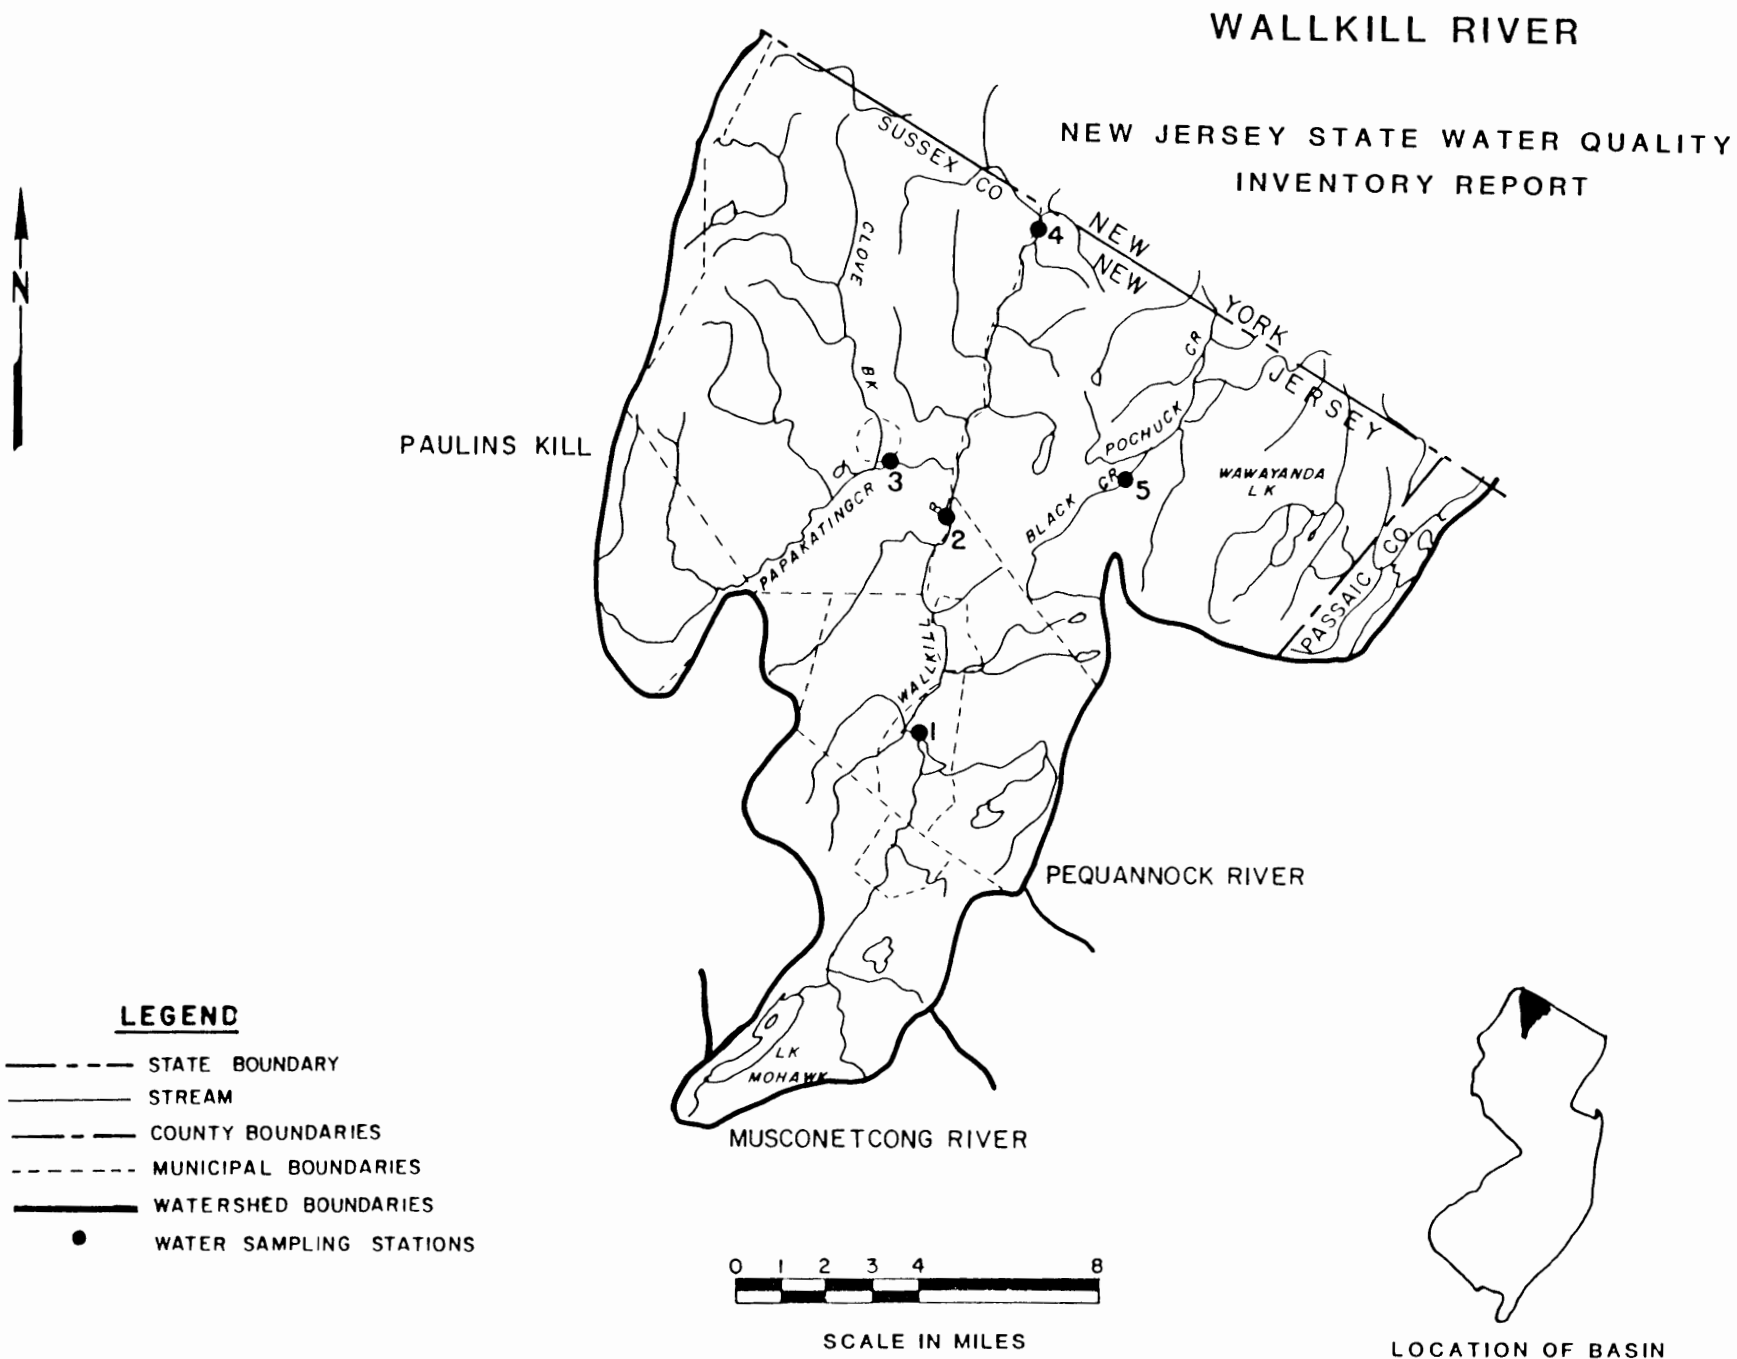 WALLKILL RIVER
NEW JERSEY STATE WATER QUALITY
INVENTORY REPORT
SUSSEX CO
NEW YORK
NEW JERSEY
N
CLOVE BK
4
CR
POCHUCK
PAULINS KILL
WAWAYANDA
LK
3
5
BLACK CR
PAPAKATING CR
2
R
PASSAIC CO
WALLKILL
1
PEQUANNOCK RIVER
LK
MOHAWK
MUSCONETCONG RIVER
LEGEND
STATE BOUNDARY
STREAM
COUNTY BOUNDARIES
MUNICIPAL BOUNDARIES
WATERSHED BOUNDARIES
WATER SAMPLING STATIONS
0 1 2 3 4 8
SCALE IN MILES
LOCATION OF BASIN